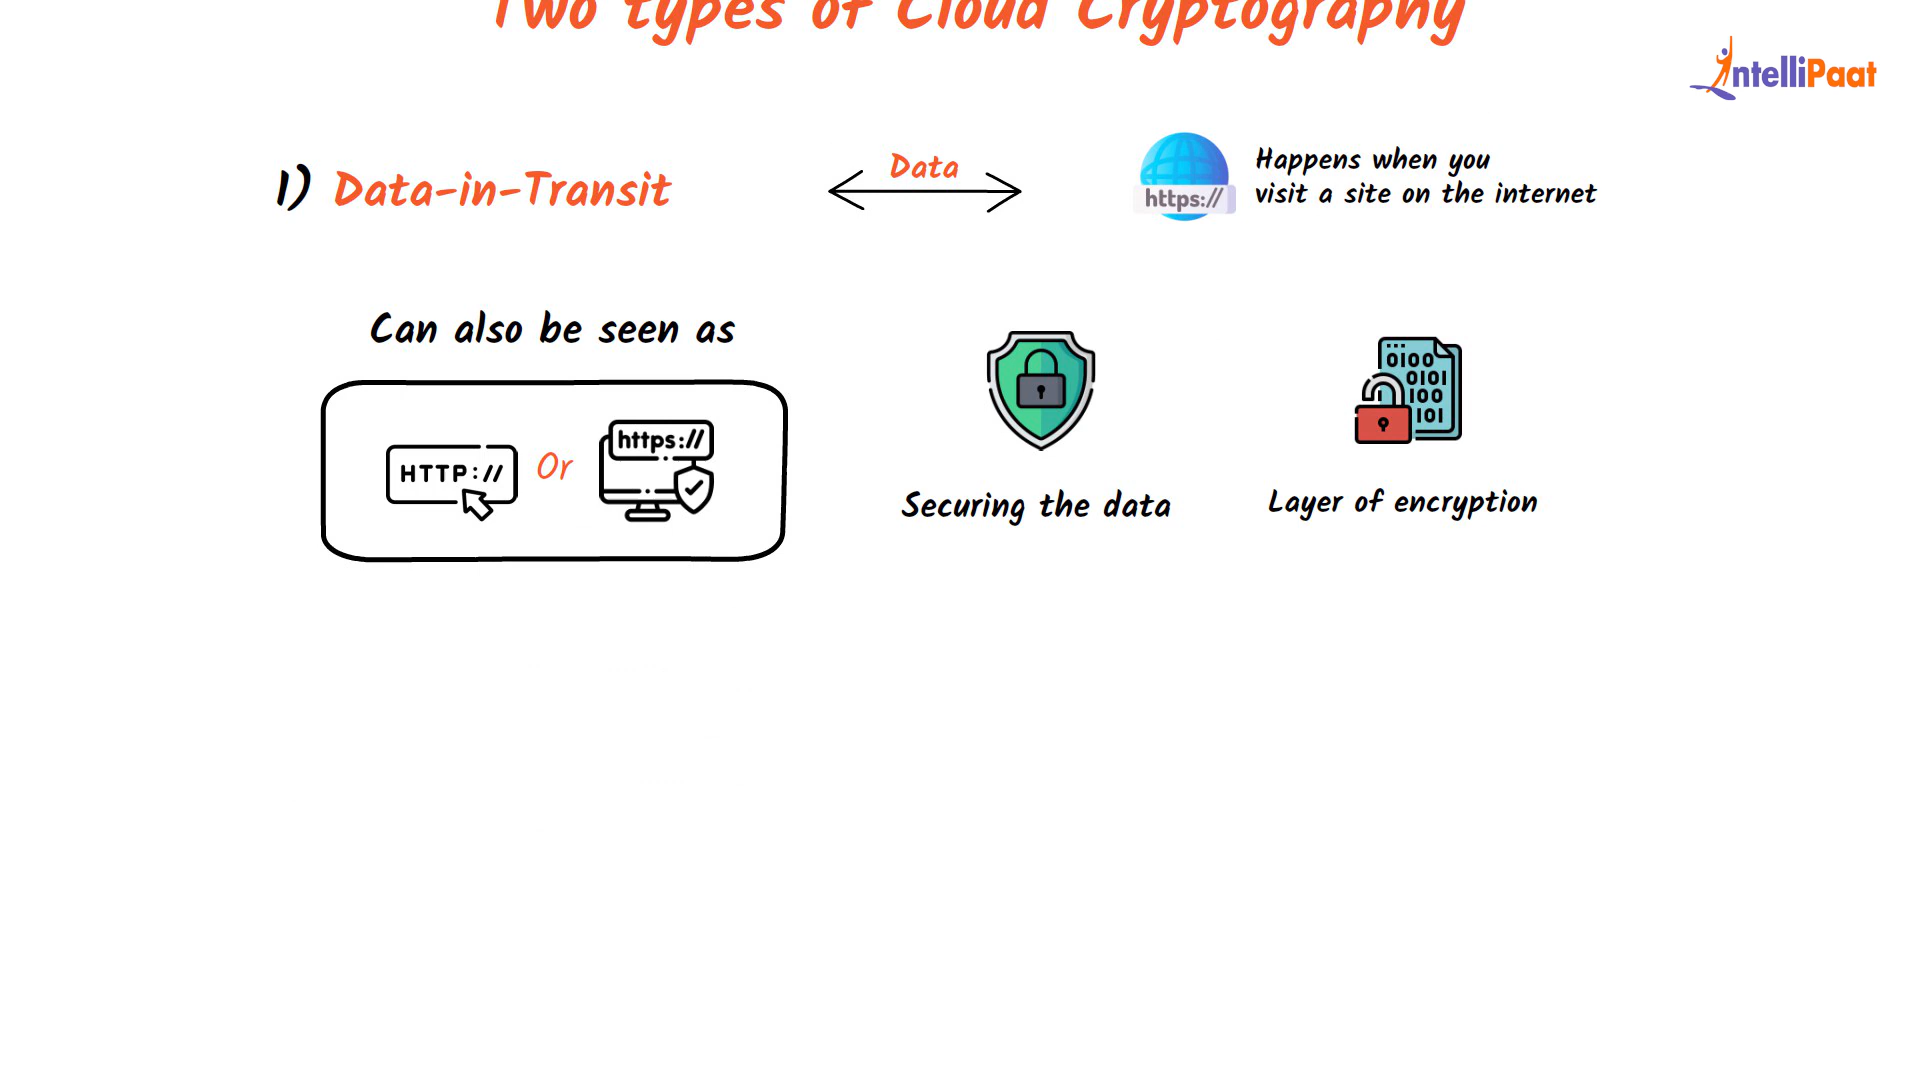 Two types of Cloud Cryptography
IntelliPaat
1) Data-in-Transit
Data
https://
Happens when you
visit a site on the internet
Can also be seen as
HTTP://
Or
https://
0100
0101
100
101
Securing the data
Layer of encryption